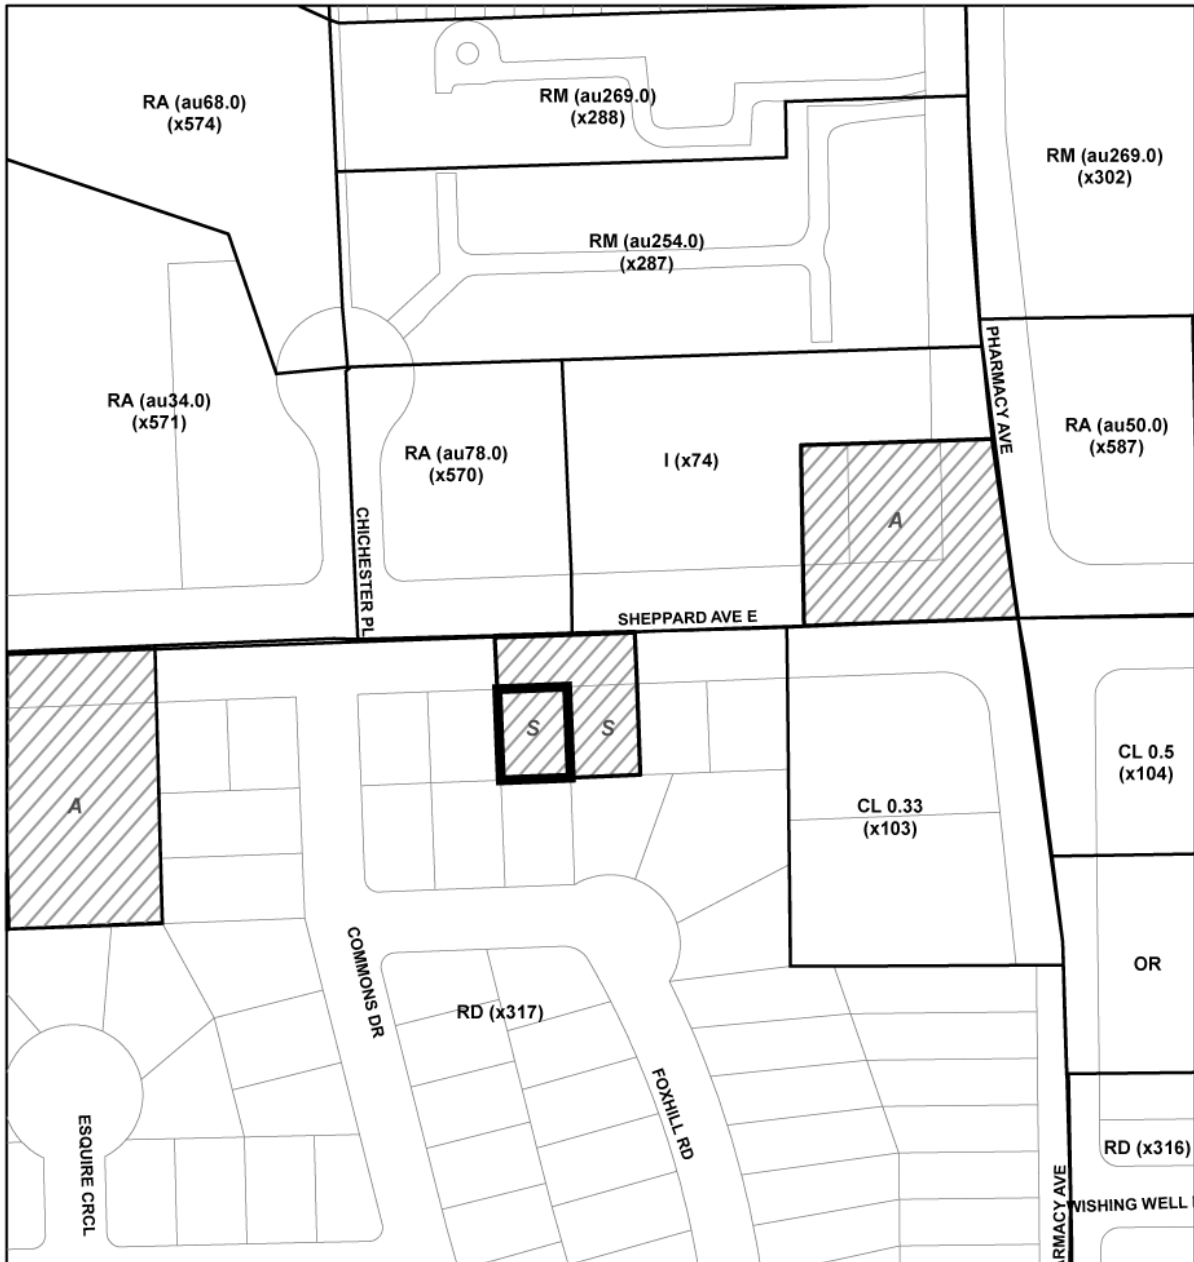 RA (au68.0)
(x574)
RM (au269.0)
(x288)
RM (au269.0)
(x302)
RM (au254.0)
(x287)
PHARMACY AVE
RA (au34.0)
(x571)
RA (au78.0)
(x570)
I (x74)
RA (au50.0)
(x587)
A
CHICHESTER PL
SHEPPARD AVE E
S
S
A
CL 0.5
(x104)
CL 0.33
(x103)
COMMONS DR
OR
RD (x317)
FOXHILL RD
ESQUIRE CRCL
RD (x316)
RMACY AVE
WISHING WELL